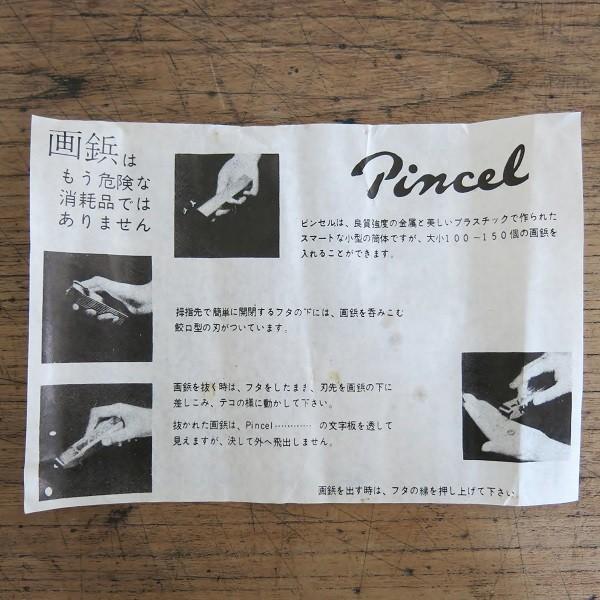 画鋲は
もう危険な
消耗品では
ありません
Pincel
ピンセルは、良質強度の金属と美しいプラスチックで作られた
スマートな小型の筒体ですが、大小100−150個の画鋲を
入れることができます。
拇指先で簡単に開閉するフタの下には、画鋲を呑みこむ
鮫口型の刃がついています。
画鋲を抜く時は、フタをしたまま、刃先を画鋲の下に
差しこみ、テコの様に動かして下さい。
抜かれた画鋲は、Pincel…………の文字板を透して
見えますが、決して外へ飛出しません。
画鋲を出す時は、フタの縁を押し上げて下さい。